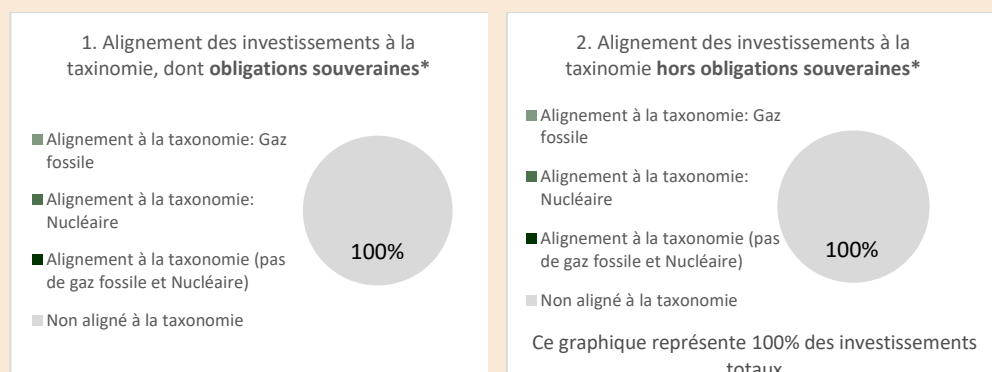 1. Alignement des investissements à la
taxinomie, dont obligations souveraines*
Alignement à la taxonomie: Gaz
fossile
Alignement à la taxonomie:
Nucléaire
Alignement à la taxonomie (pas
de gaz fossile et Nucléaire)
Non aligné à la taxonomie
100%
2. Alignement des investissements à la
taxinomie hors obligations souveraines*
Alignement à la taxonomie: Gaz
fossile
Alignement à la taxonomie:
Nucléaire
Alignement à la taxonomie (pas
de gaz fossile et Nucléaire)
Non aligné à la taxonomie
100%
Ce graphique représente 100% des investissements
totaux